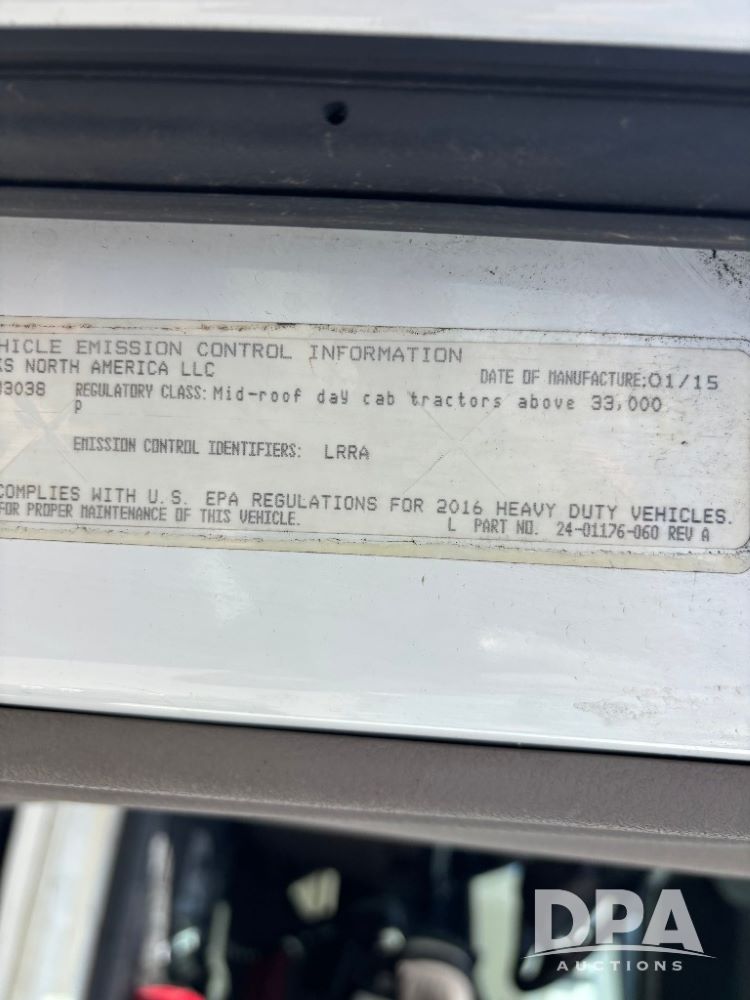 HICLE EMISSION CONTROL INFORMATION
KS NORTH AMERICA LLC
DATE OF MANUFACTURE:01/15
3038 REGULATORY CLASS: Mid-roof day cab tractors above 33,000
p
EMISSION CONTROL IDENTIFIERS: LRRA
COMPLIES WITH U.S. EPA REGULATIONS FOR 2016 HEAVY DUTY VEHICLES.
FOR PROPER MAINTENANCE OF THIS VEHICLE.
L PART NO. 24-01176-060 REV A
DPA
AUCTIONS